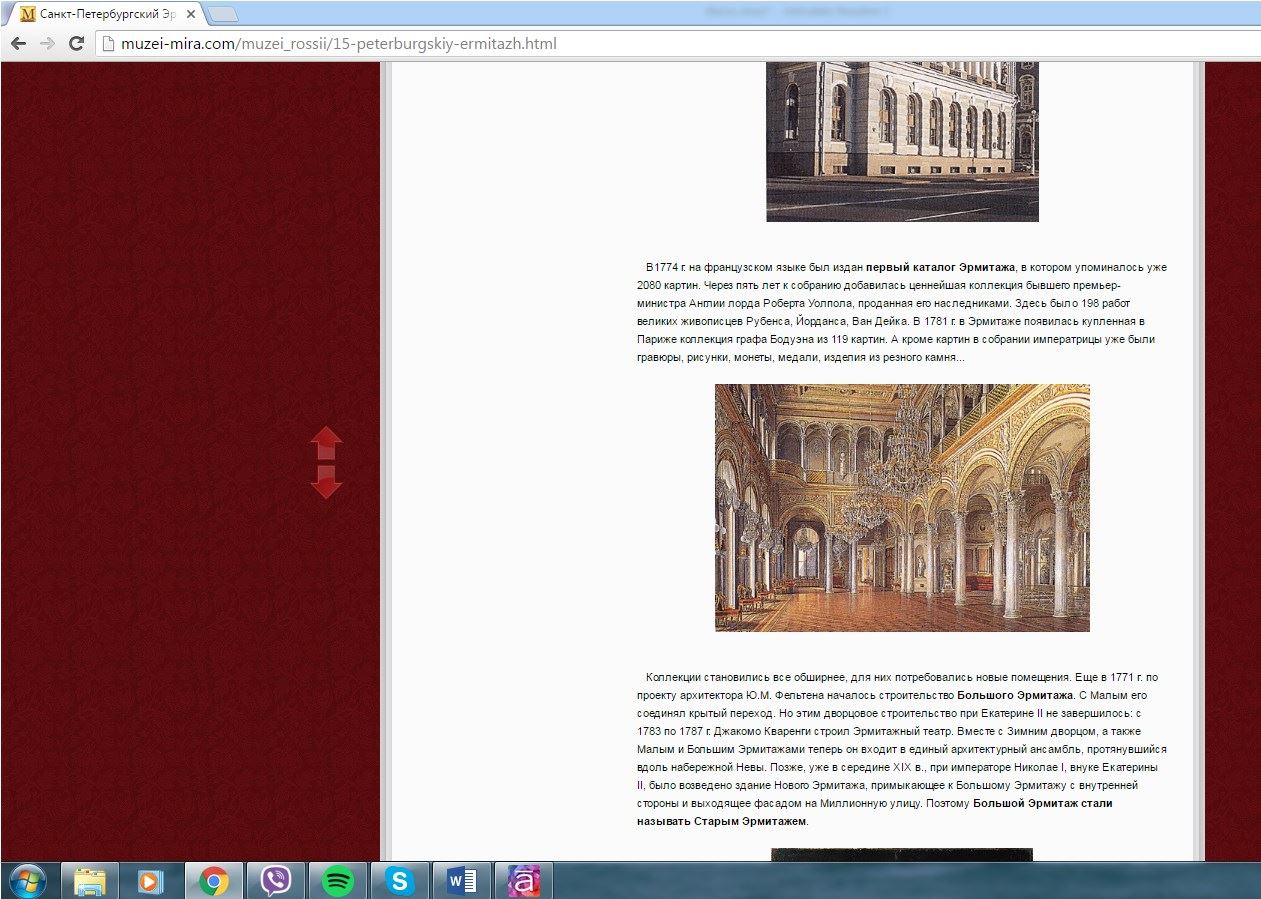 Санкт-Петербургский Эр
muzei-mira.com/muzei_rossii/15-peterburgskiy-ermitazh.html
В1774 г. на французском языке был издан первый каталог Эрмитажа, в котором упоминалось уже
2080 картин. Через пять лет к собранию добавилась ценнейшая коллекция бывшего премьер-
министра Англии лорда Роберта Уолпола, проданная его наследниками. Здесь было 198 работ
великих живописцев Рубенса, Йорданса, Ван Дейка. В 1781 г. в Эрмитаже появилась купленная в
Париже коллекция графа Бодуэна из 119 картин. А кроме картин в собрании императрицы уже были
гравюры, рисунки, монеты, медали, изделия из резного камня...
Коллекции становились все обширнее, для них потребовались новые помещения. Еще в 1771 г. по
проекту архитектора Ю.М. Фельтена началось строительство Большого Эрмитажа. С Малым его
соединял крытый переход. Но этим дворцовое строительство при Екатерине II не завершилось: с
1783 по 1787 г. Джакомо Кваренги строил Эрмитажный театр. Вместе с Зимним дворцом, а также
Малым и Большим Эрмитажами теперь он входит в единый архитектурный ансамбль, протянувшийся
вдоль набережной Невы. Позже, уже в середине XIX в., при императоре Николае I, внуке Екатерины
II, было возведено здание Нового Эрмитажа, примыкающее к Большому Эрмитажу с внутренней
стороны и выходящее фасадом на Миллионную улицу. Поэтому Большой Эрмитаж стали
называть Старым Эрмитажем.